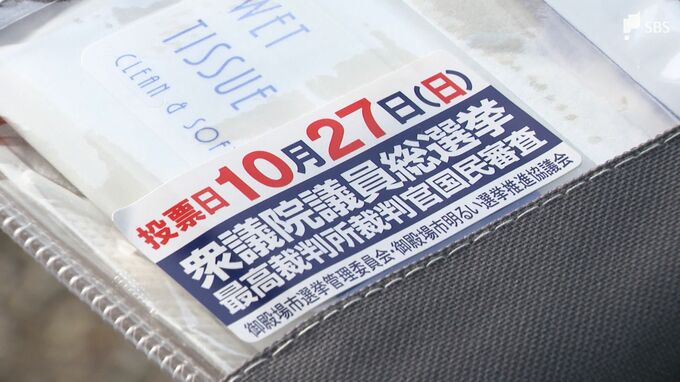 SBS
WET
TISSUE
CLEAN & SOF
投票日10月27日(日)
衆議院議員総選挙
最高裁判所裁判官国民審査
御殿場市選挙管理委員会・御殿場市明るい選挙推進協議会